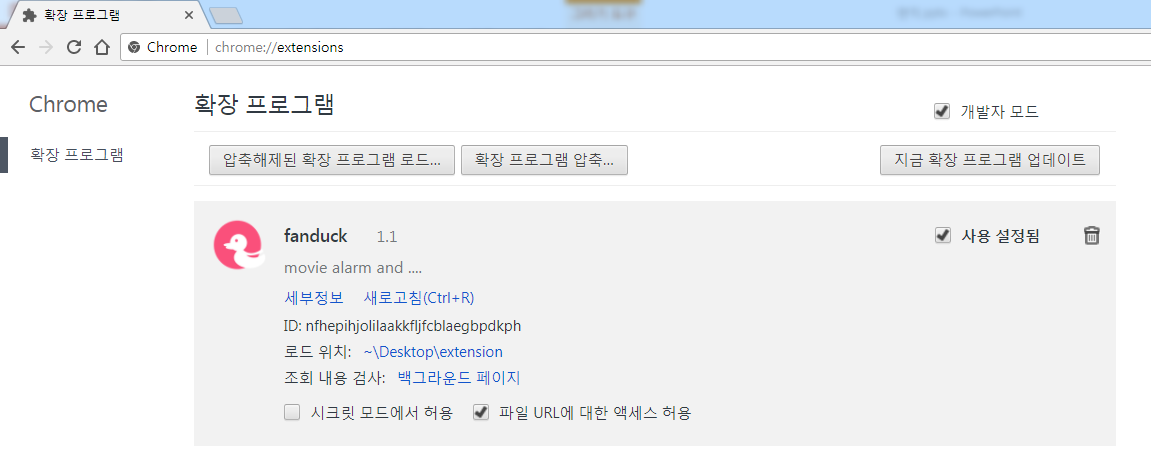 확장 프로그램
Chrome chrome://extensions
Chrome
확장 프로그램
확장 프로그램
개발자 모드
압축해제된 확장 프로그램 로드...
확장 프로그램 압축...
지금 확장 프로그램 업데이트
fanduck 1.1
사용 설정됨
movie alarm and ....
세부정보 새로고침(Ctrl+R)
ID: nfhepihjolilaakkfljfcblaegbpdkph
로드 위치: ~\Desktop\extension
조회 내용 검사: 백그라운드 페이지
시크릿 모드에서 허용 파일 URL에 대한 액세스 허용